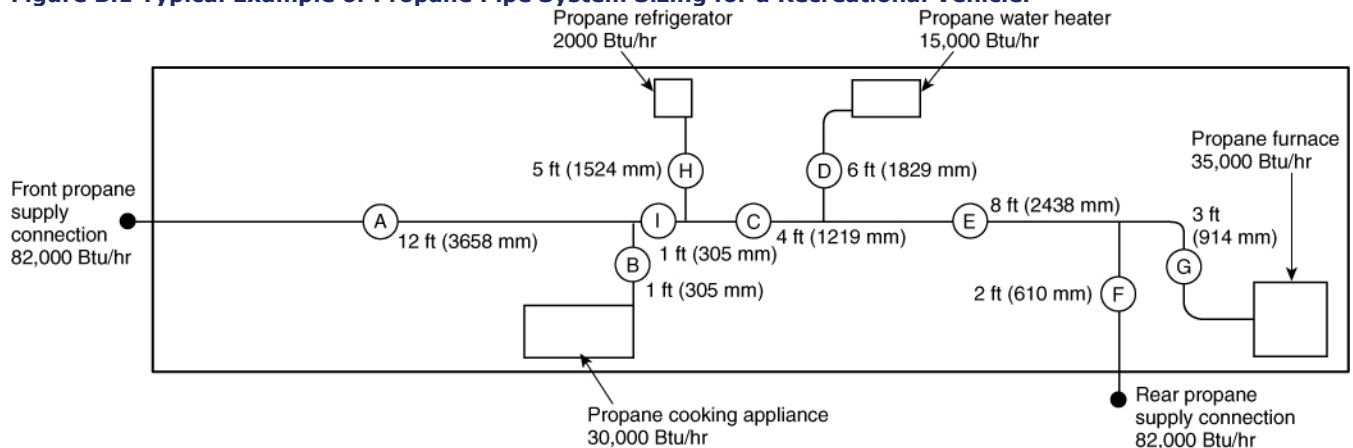 Figure B.1 Typical Example of Propane Pipe System Sizing for a Recreational Vehicle.
Propane refrigerator
2000 Btu/hr
Propane water heater
15,000 Btu/hr
Propane furnace
35,000 Btu/hr
5 ft (1524 mm)
H
D
6 ft (1829 mm)
Front propane
supply
connection
82,000 Btu/hr
A
12 ft (3658 mm)
I
1 ft (305 mm)
C
4 ft (1219 mm)
E
8 ft (2438 mm)
3 ft
(914 mm)
G
B
1 ft (305 mm)
2 ft (610 mm)
F
Propane cooking appliance
30,000 Btu/hr
Rear propane
supply connection
82,000 Btu/hr